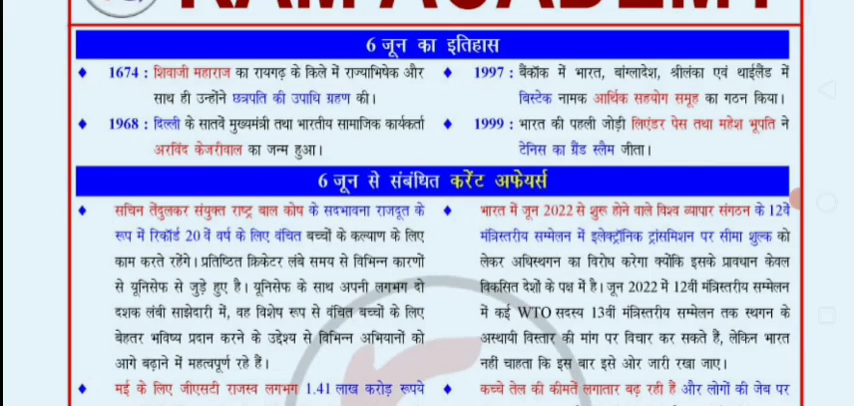 RAM ACADEMY
6 जून का इतिहास
♦ 1674 : शिवाजी महाराज का रायगढ़ के किले में राज्याभिषेक और
साथ ही उन्होंने छत्रपति की उपाधि ग्रहण की।
♦ 1968 : दिल्ली के सातवें मुख्यमंत्री तथा भारतीय सामाजिक कार्यकर्ता
अरविंद केजरीवाल का जन्म हुआ।
♦ 1997 : बैंकॉक में भारत, बांग्लादेश, श्रीलंका एवं थाईलैंड में
बिस्टेक नामक आर्थिक सहयोग समूह का गठन किया।
♦ 1999 : भारत की पहली जोड़ी लिएंडर पेस तथा महेश भूपति ने
टेनिस का ग्रैंड स्लैम जीता।
6 जून से संबंधित करेंट अफेयर्स
♦ सचिन तेंदुलकर संयुक्त राष्ट्र बाल कोष के सदभावना राजदूत के
रूप में रिकॉर्ड 20 वें वर्ष के लिए वंचित बच्चों के कल्याण के लिए
काम करते रहेंगे। प्रतिष्ठित क्रिकेटर लंबे समय से विभिन्न कारणों
से यूनिसेफ से जुड़े हुए है। यूनिसेफ के साथ अपनी लगभग दो
दशक लंबी साझेदारी में, वह विशेष रूप से वंचित बच्चों के लिए
बेहतर भविष्य प्रदान करने के उद्देश्य से विभिन्न अभियानों को
आगे बढ़ाने में महत्वपूर्ण रहे हैं।
♦ मई के लिए जीएसटी राजस्व लगभग 1.41 लाख करोड़ रूपये
♦ भारत में जून 2022 से शुरू होने वाले विश्व व्यापार संगठन के 12वें
मंत्रिस्तरीय सम्मेलन में इलेक्ट्रॉनिक ट्रांसमिशन पर सीमा शुल्क को
लेकर अधिस्थगन का विरोध करेगा क्योंकि इसके प्रावधान केवल
विकसित देशों के पक्ष में है। जून 2022 में 12वीं मंत्रिस्तरीय सम्मेलन
में कई WTO सदस्य 13वीं मंत्रिस्तरीय सम्मेलन तक स्थगन के
अस्थायी विस्तार की मांग पर विचार कर सकते हैं, लेकिन भारत
नही चाहता कि इस बार इसे ओर जारी रखा जाए।
♦ कच्चे तेल की कीमतें लगातार बढ़ रही हैं और लोगों की जेब पर